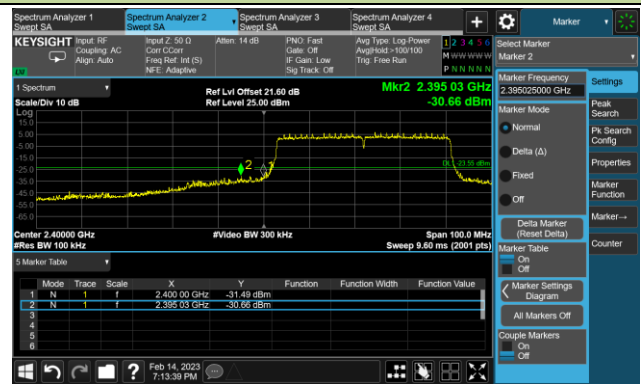 Spectrum Analyzer 1
Swept SA
Spectrum Analyzer 2
Swept SA
Spectrum Analyzer 3
Swept SA
Spectrum Analyzer 4
Swept SA
Marker
KEYSIGHT
Input: RF
Coupling: AC
Align: Auto
Input Z: 50 Ω
Corr CCorr
Freq Ref: Int (S)
NFE: Adaptive
Atten: 14 dB
PNO: Fast
Gate: Off
IF Gain: Low
Sig Track: Off
Avg Type: Log-Power
Avg|Hold:>100/100
Trig: Free Run
1 2 3 4 5 6
M W W W W W
P N N N N N
LV
Select Marker
Marker 2
1 Spectrum
Scale/Div 10 dB
Log
Ref Lvl Offset 21.60 dB
Ref Level 25.00 dBm
Mkr2 2.395 03 GHz
-30.66 dBm
15.0
5.00
-5.00
-15.0
-25.0
-35.0
-45.0
-55.0
-65.0
2
1
DL1 -23.55 dBm
Center 2.40000 GHz
#Res BW 100 kHz
#Video BW 300 kHz
Span 100.0 MHz
Sweep 9.60 ms (2001 pts)
5 Marker Table
Mode Trace Scale X Y Function Function Width Function Value
1 N 1 f 2.400 00 GHz -31.49 dBm
2 N 1 f 2.395 03 GHz -30.66 dBm
3
4
5
6
Marker Frequency
2.395025000 GHz
Marker Mode
Normal
Delta (Δ)
Fixed
Off
Delta Marker
(Reset Delta)
Marker Table
On
Off
Marker Settings
Diagram
All Markers Off
Couple Markers
On
Off
Settings
Peak
Search
Pk Search
Config
Properties
Marker
Function
Marker→
Counter
?
Feb 14, 2023
7:13:39 PM